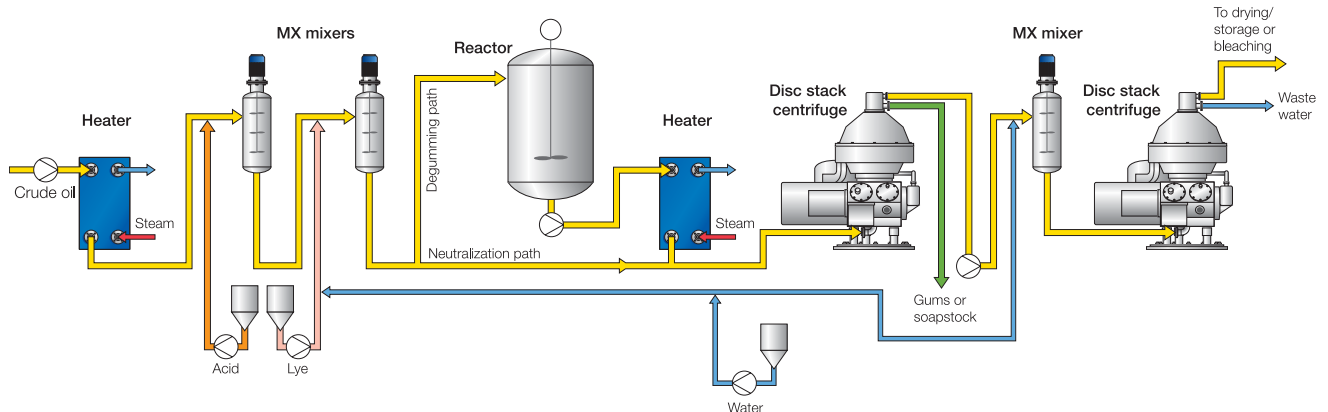 MX mixers
Reactor
MX mixer
To drying/
storage or
bleaching
Disc stack
centrifuge
Disc stack
centrifuge
Waste
water
Heater
Heater
Degumming path
Crude oil
Steam
Steam
Neutralization path
Gums or
soapstock
Acid
Lye
Water